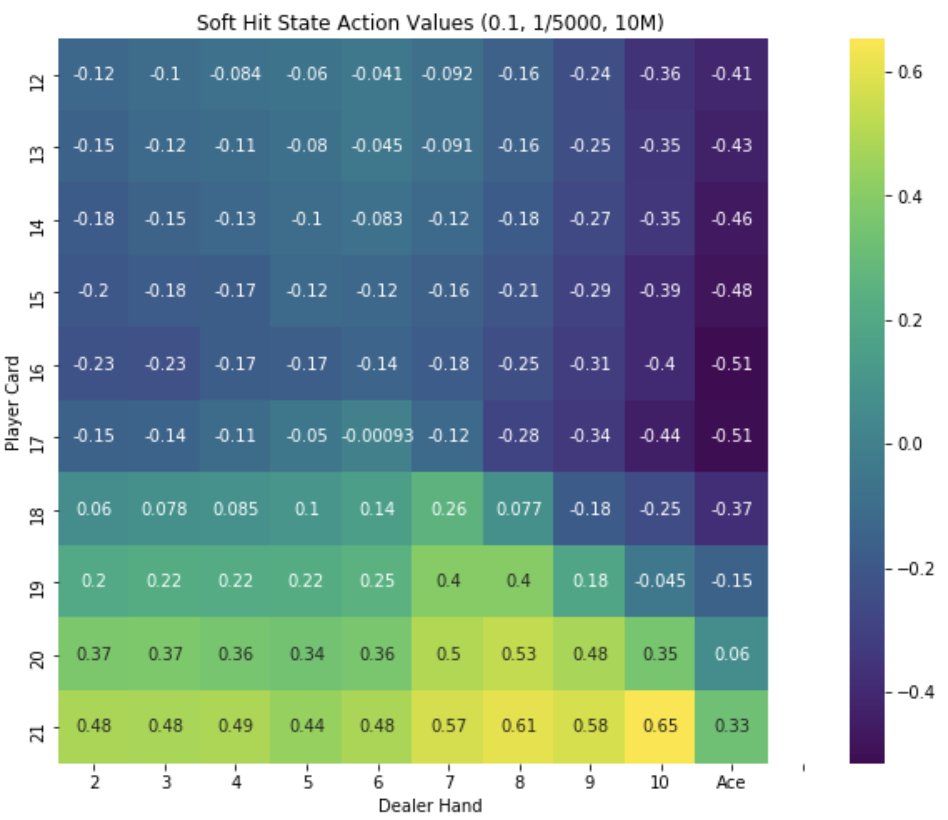 Soft Hit State Action Values (0.1, 1/5000, 10M)
12 -0.12 -0.1 -0.084 -0.06 -0.041 -0.092 -0.16 -0.24 -0.36 -0.41
13 -0.15 -0.12 -0.11 -0.08 -0.045 -0.091 -0.16 -0.25 -0.35 -0.43
14 -0.18 -0.15 -0.13 -0.1 -0.083 -0.12 -0.18 -0.27 -0.35 -0.46
15 -0.2 -0.18 -0.17 -0.12 -0.12 -0.16 -0.21 -0.29 -0.39 -0.48
16 -0.23 -0.23 -0.17 -0.17 -0.14 -0.18 -0.25 -0.31 -0.4 -0.51
17 -0.15 -0.14 -0.11 -0.05 -0.00093 -0.12 -0.28 -0.34 -0.44 -0.51
18 0.06 0.078 0.085 0.1 0.14 0.26 0.077 -0.18 -0.25 -0.37
19 0.2 0.22 0.22 0.22 0.25 0.4 0.4 0.18 -0.045 -0.15
20 0.37 0.37 0.36 0.34 0.36 0.5 0.53 0.48 0.35 0.06
21 0.48 0.48 0.49 0.44 0.48 0.57 0.61 0.58 0.65 0.33
2 3 4 5 6 7 8 9 10 Ace
Dealer Hand
Player Card
0.6
0.4
0.2
0.0
−0.2
−0.4